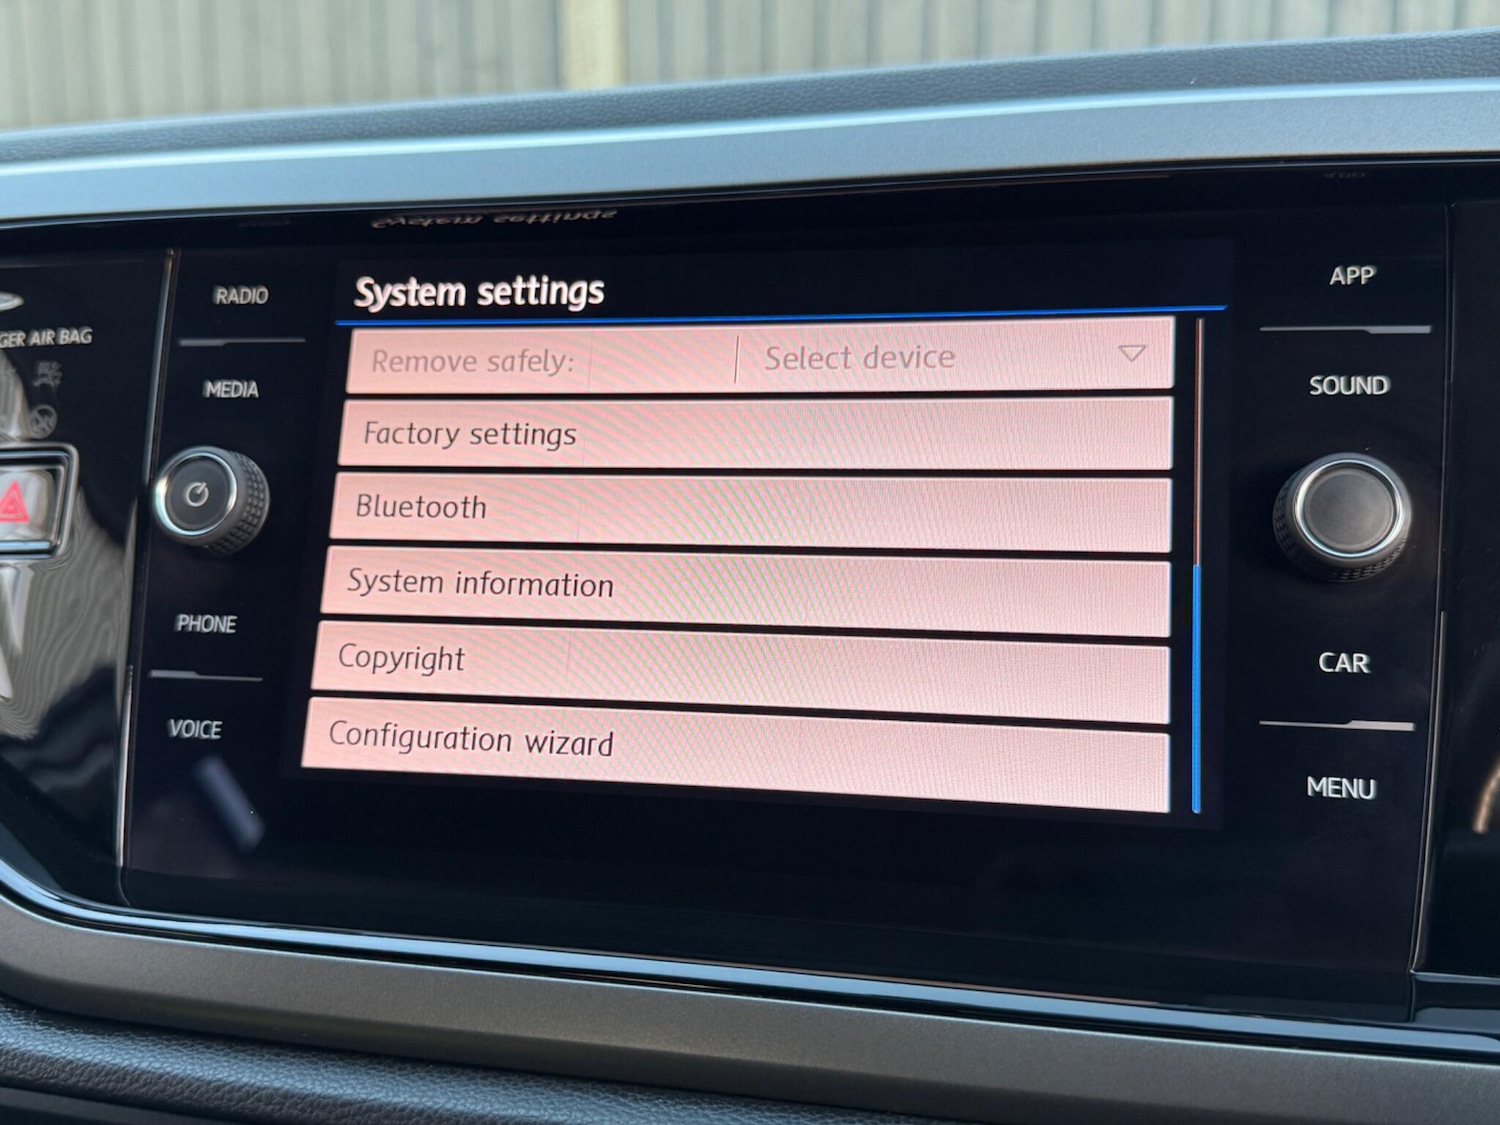 System settings
Remove safely: Select device
Factory settings
Bluetooth
System information
Copyright
Configuration wizard
RADIO
MEDIA
PHONE
VOICE
APP
SOUND
CAR
MENU
AIR BAG